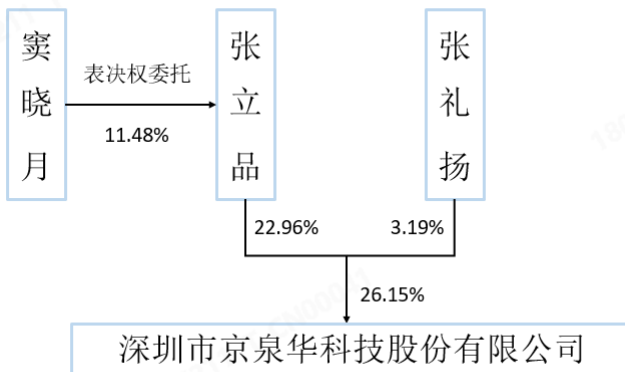 窦晓月
表决权委托
11.48%
张立品
张礼扬
22.96%
3.19%
26.15%
深圳市京泉华科技股份有限公司